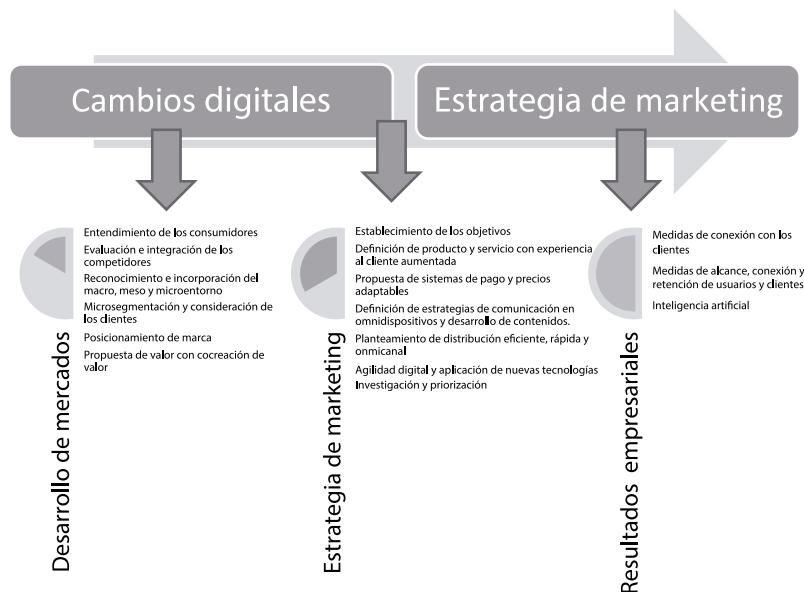 Cambios digitales
Estrategia de marketing
Desarrollo de mercados
Entendimiento de los consumidores
Evaluación e integración de los
competidores
Reconocimiento e incorporación del
macro, meso y microentorno
Microsegmentación y consideración de
los clientes
Posicionamiento de marca
Propuesta de valor con cocreación de
valor
Estrategia de marketing
Establecimiento de los objetivos
Definición de producto y servicio con experiencia
al cliente aumentada
Propuesta de sistemas de pago y precios
adaptables
Definición de estrategias de comunicación en
omnidispositivos y desarrollo de contenidos.
Planteamiento de distribución eficiente, rápida y
onmicanal
Agilidad digital y aplicación de nuevas tecnologías
Investigación y priorización
Resultados empresariales
Medidas de conexión con los
clientes
Medidas de alcance, conexión y
retención de usuarios y clientes
Inteligencia artificial